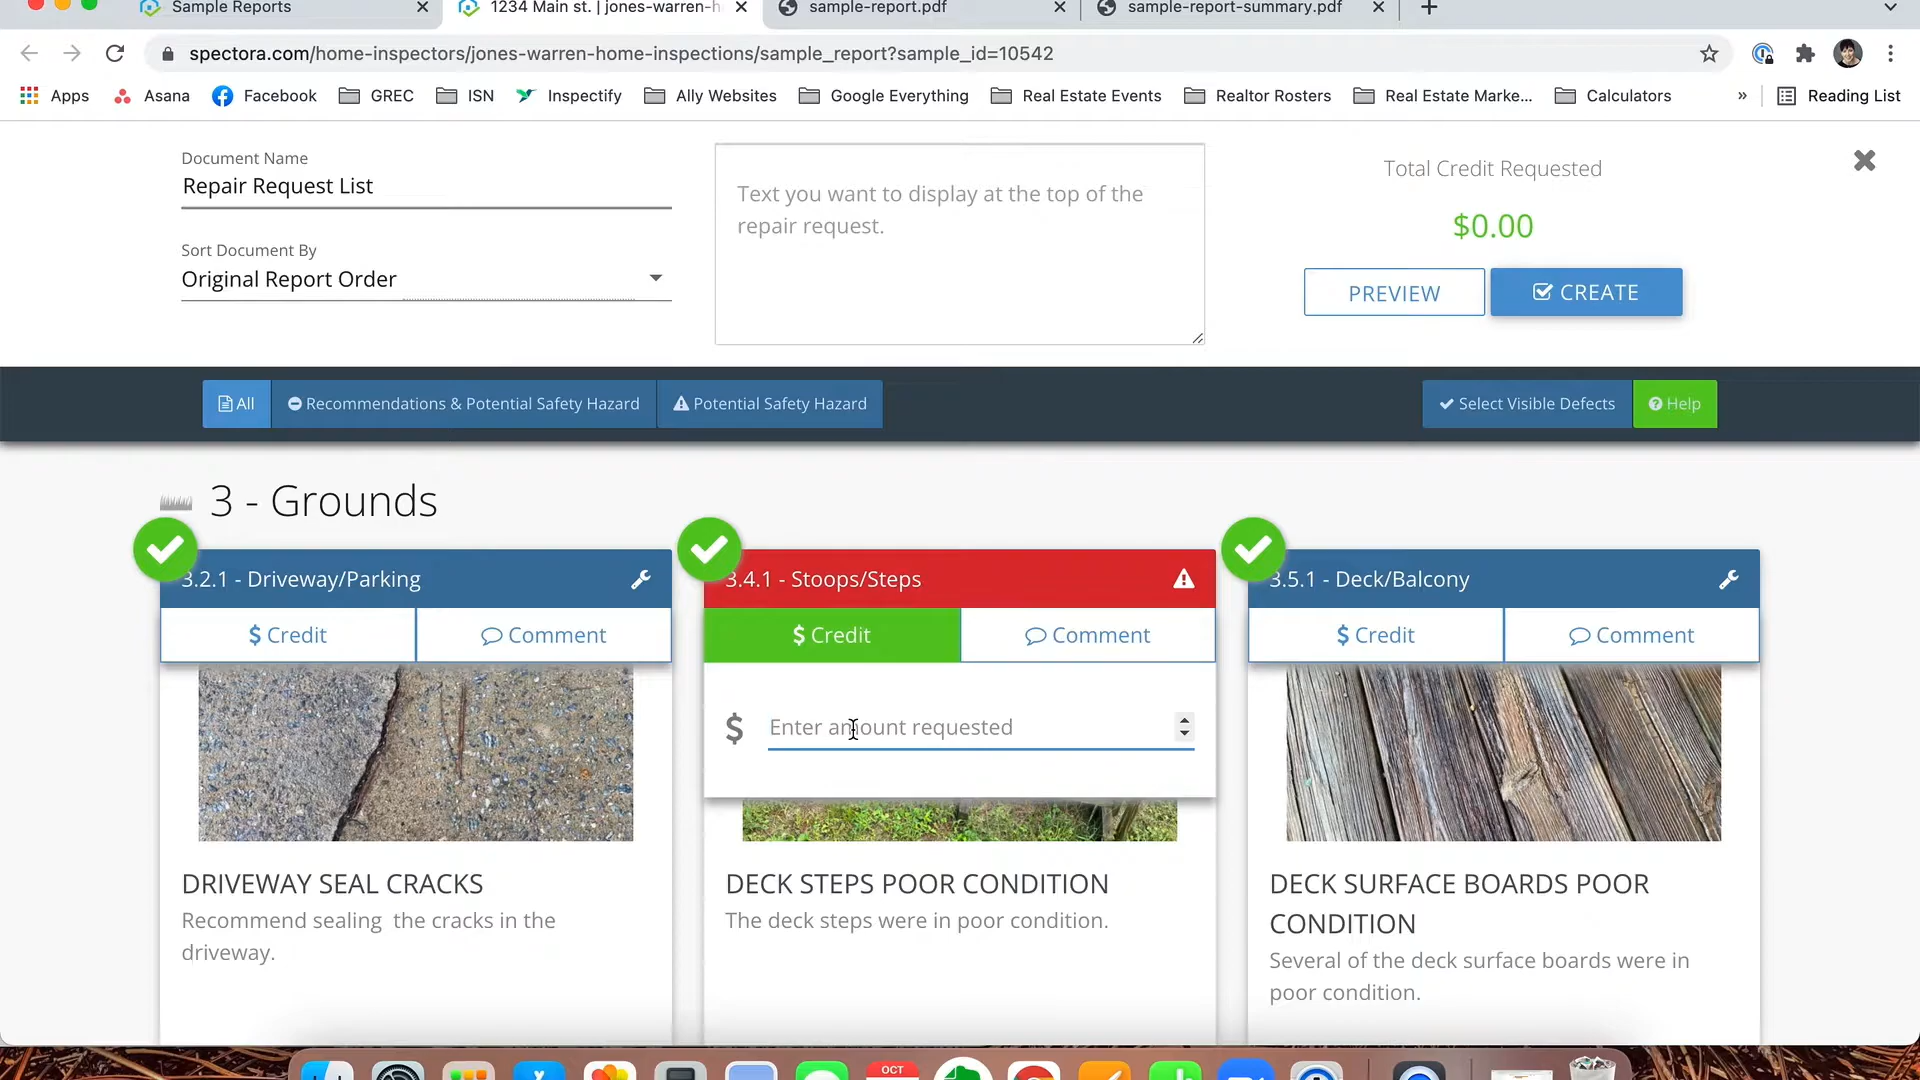 Sample Reports
1234 Main st. | jones-warren-h
sample-report.pdf
sample-report-summary.pdf
spectora.com/home-inspectors/jones-warren-home-inspections/sample_report?sample_id=10542
Apps
Asana
Facebook
GREC
ISN
Inspectify
Ally Websites
Google Everything
Real Estate Events
Realtor Rosters
Real Estate Marke...
Calculators
»
Reading List
Document Name
Repair Request List
Sort Document By
Original Report Order
Text you want to display at the top of the
repair request.
Total Credit Requested
$0.00
PREVIEW
CREATE
All
Recommendations & Potential Safety Hazard
Potential Safety Hazard
Select Visible Defects
Help
3 - Grounds
3.2.1 - Driveway/Parking
$ Credit
Comment
DRIVEWAY SEAL CRACKS
Recommend sealing the cracks in the
driveway.
3.4.1 - Stoops/Steps
$ Credit
Comment
$ Enter amount requested
DECK STEPS POOR CONDITION
The deck steps were in poor condition.
3.5.1 - Deck/Balcony
$ Credit
Comment
DECK SURFACE BOARDS POOR
CONDITION
Several of the deck surface boards were in
poor condition.
OCT